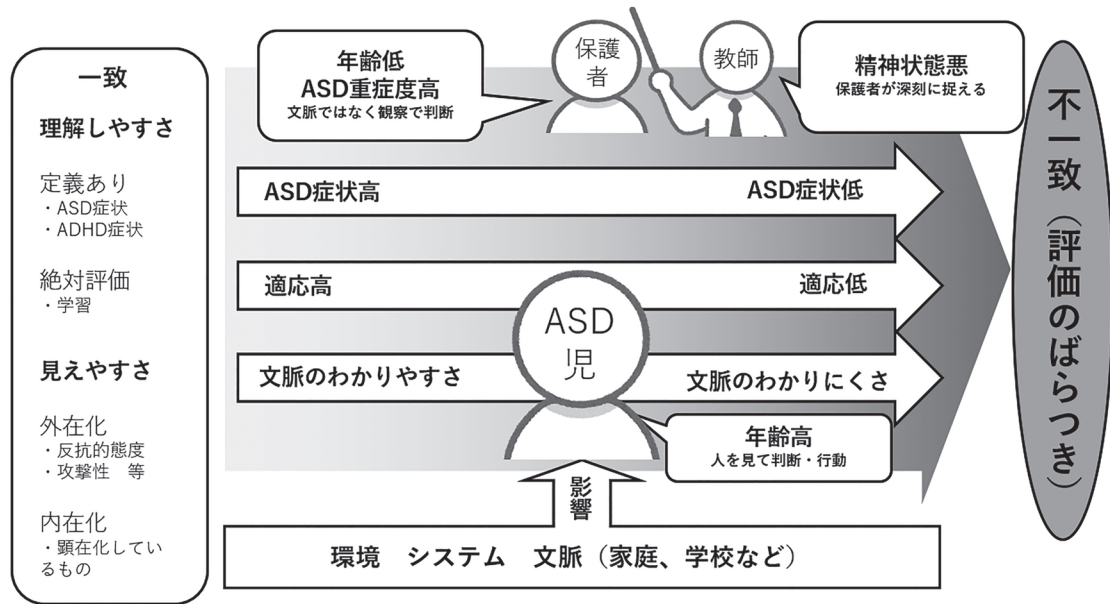 一致
理解しやすさ
定義あり
・ASD症状
・ADHD症状
絶対評価
・学習
見えやすさ
外在化
・反抗的態度
・攻撃性　等
内在化
・顕在化してい
るもの
年齢低
ASD重症度高
文脈ではなく観察で判断
保護
者
教師
精神状態悪
保護者が深刻に捉える
ASD症状高
ASD症状低
適応高
適応低
ASD
児
文脈のわかりやすさ
文脈のわかりにくさ
年齢高
人を見て判断・行動
影響
環境　システム　文脈（家庭、学校など）
不一致（評価のばらつき）